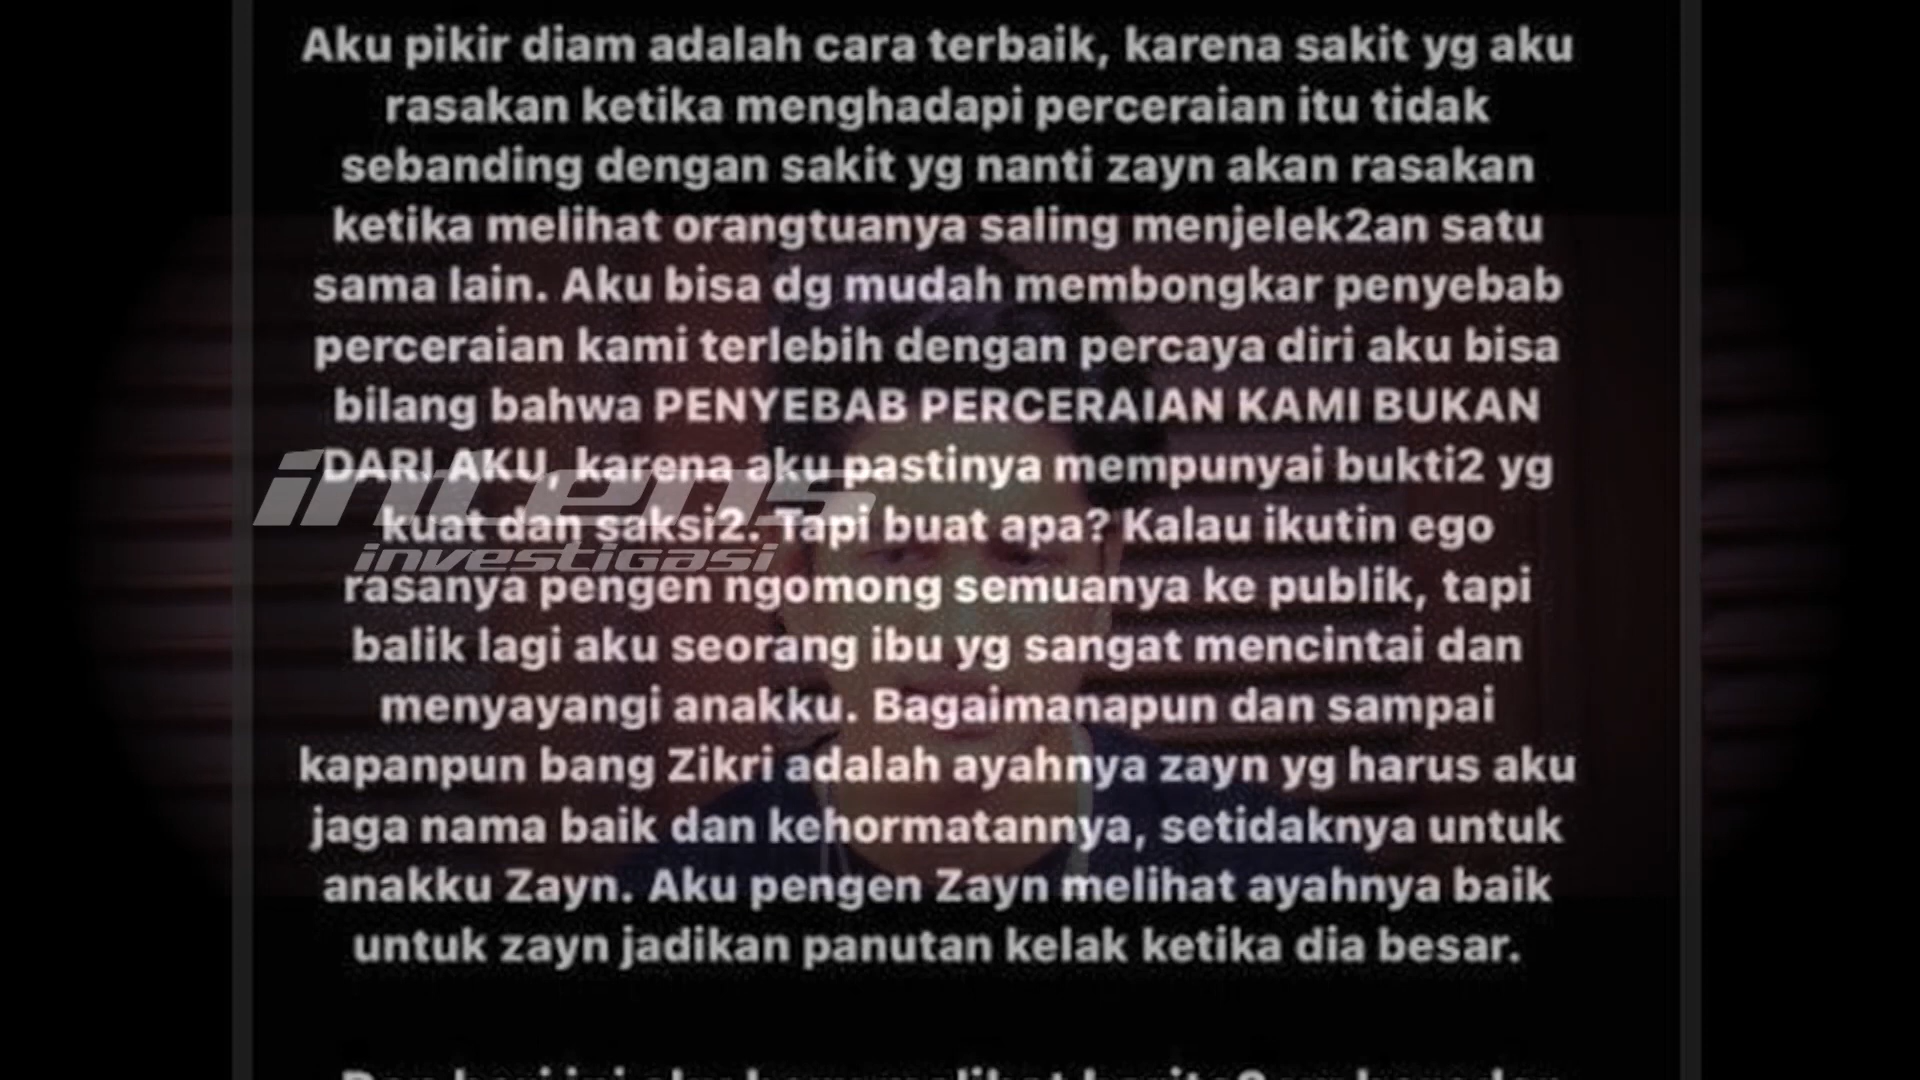 Aku pikir diam adalah cara terbaik, karena sakit yg aku
rasakan ketika menghadapi perceraian itu tidak
sebanding dengan sakit yg nanti zayn akan rasakan
ketika melihat orangtuanya saling menjelek2an satu
sama lain. Aku bisa dg mudah membongkar penyebab
perceraian kami terlebih dengan percaya diri aku bisa
bilang bahwa PENYEBAB PERCERAIAN KAMI BUKAN
DARI AKU, karena aku pastinya mempunyai bukti2 yg
kuat dan saksi2. Tapi buat apa? Kalau ikutin ego
rasanya pengen ngomong semuanya ke publik, tapi
balik lagi aku seorang ibu yg sangat mencintai dan
menyayangi anakku. Bagaimanapun dan sampai
kapanpun bang Zikri adalah ayahnya zayn yg harus aku
jaga nama baik dan kehormatannya, setidaknya untuk
anakku Zayn. Aku pengen Zayn melihat ayahnya baik
untuk zayn jadikan panutan kelak ketika dia besar.
intens
investigasi